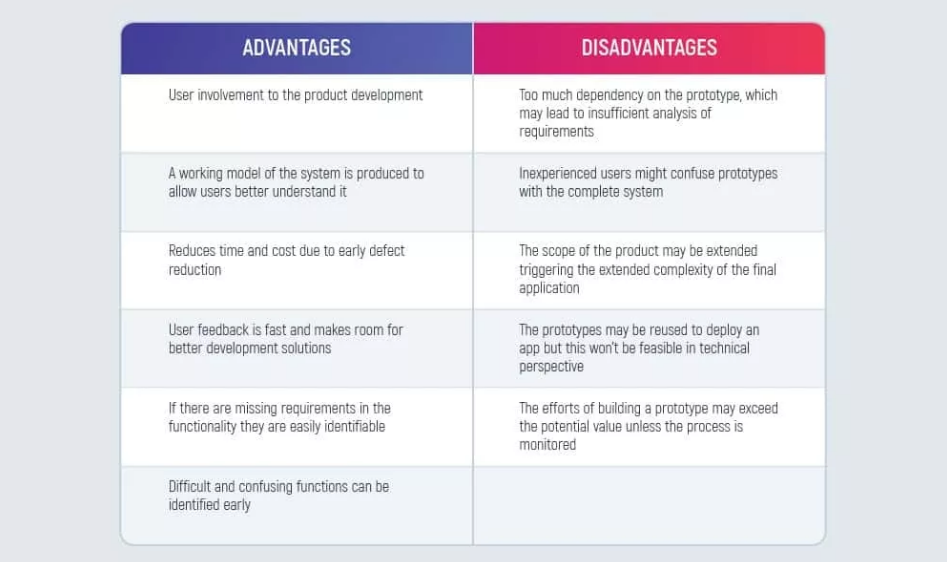 ADVANTAGES
DISADVANTAGES
User involvement to the product development
Too much dependency on the prototype, which
may lead to insufficient analysis of
requirements
A working model of the system is produced to
allow users better understand it
Inexperienced users might confuse prototypes
with the complete system
Reduces time and cost due to early defect
reduction
The scope of the product may be extended
triggering the extended complexity of the final
application
User feedback is fast and makes room for
better development solutions
The prototypes may be reused to deploy an
app but this won't be feasible in technical
perspective
If there are missing requirements in the
functionality they are easily identifiable
The efforts of building a prototype may exceed
the potential value unless the process is
monitored
Difficult and confusing functions can be
identified early